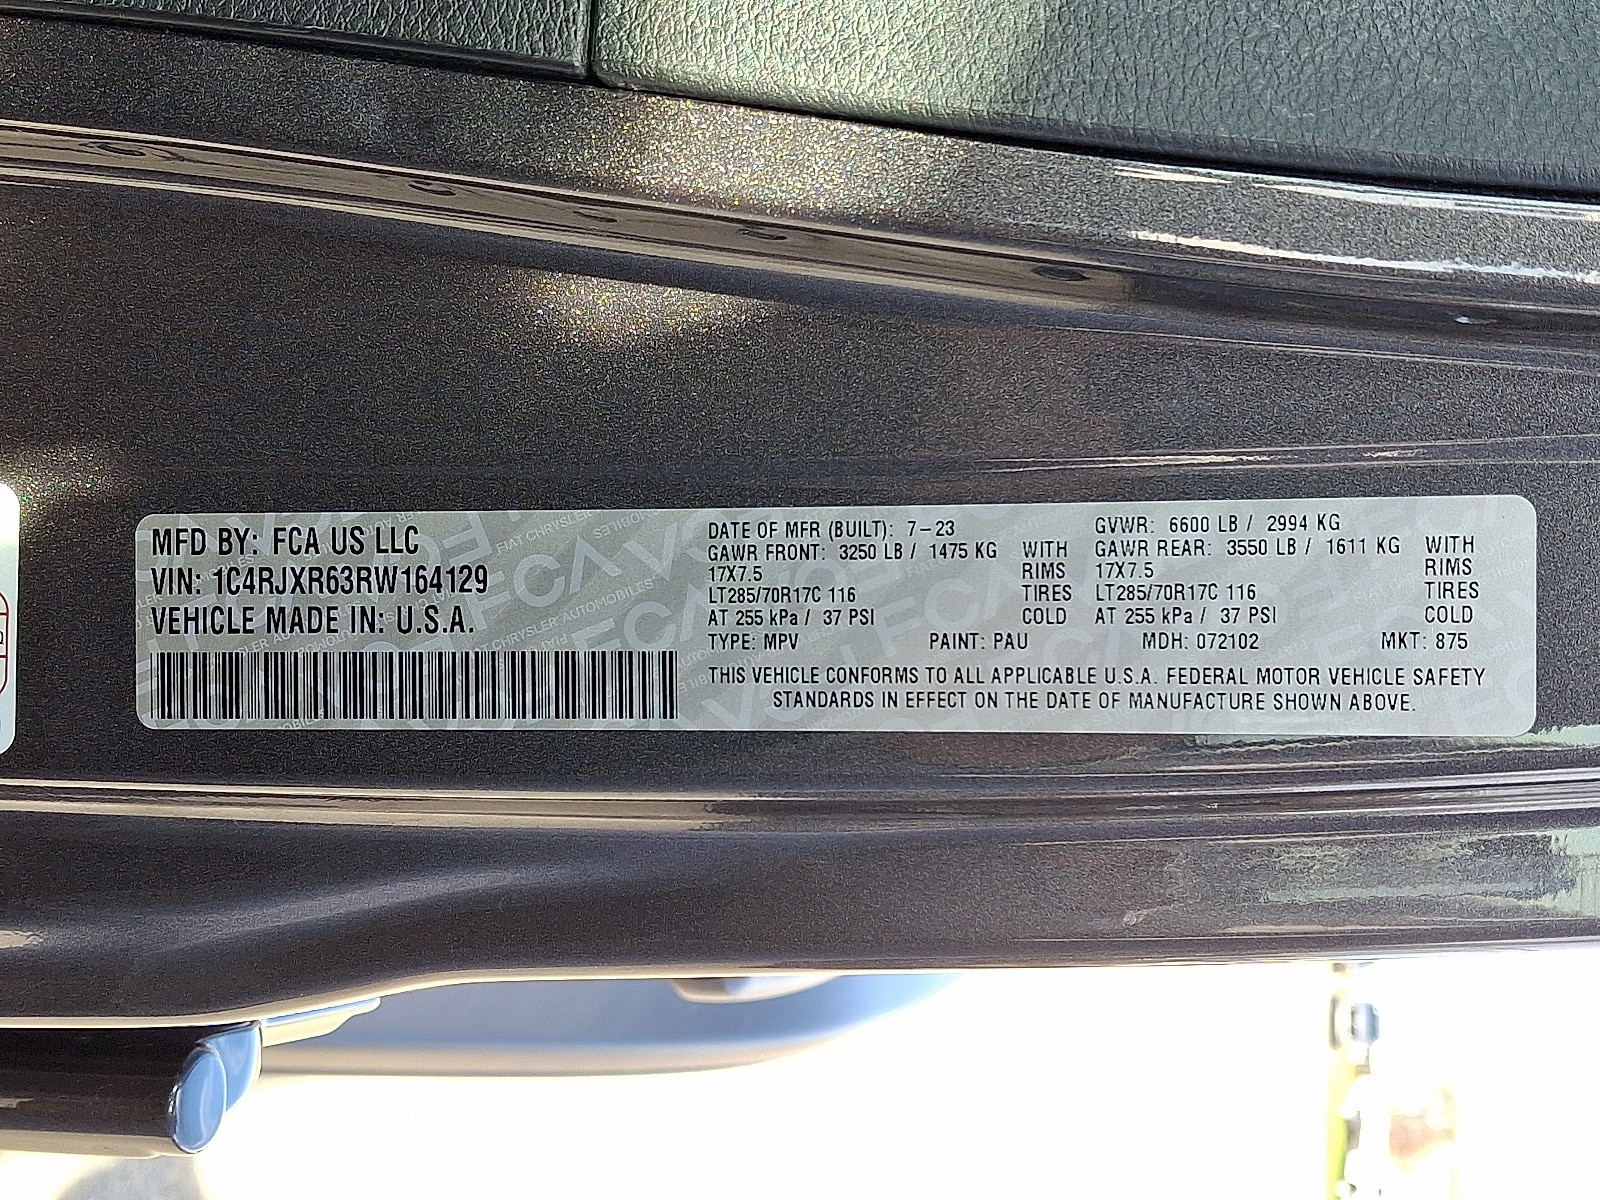 MFD BY: FCA US LLC
VIN: 1C4RJXR63RW164129
VEHICLE MADE IN: U.S.A.
DATE OF MFR (BUILT): 7-23
GAWR FRONT: 3250 LB / 1475 KG WITH
17X7.5 RIMS
LT285/70R17C 116 TIRES
AT 255 kPa / 37 PSI COLD
GVWR: 6600 LB / 2994 KG
GAWR REAR: 3550 LB / 1611 KG WITH
17X7.5 RIMS
LT285/70R17C 116 TIRES
AT 255 kPa / 37 PSI COLD
TYPE: MPV PAINT: PAU MDH: 072102 MKT: 875
THIS VEHICLE CONFORMS TO ALL APPLICABLE U.S.A. FEDERAL MOTOR VEHICLE SAFETY
STANDARDS IN EFFECT ON THE DATE OF MANUFACTURE SHOWN ABOVE.